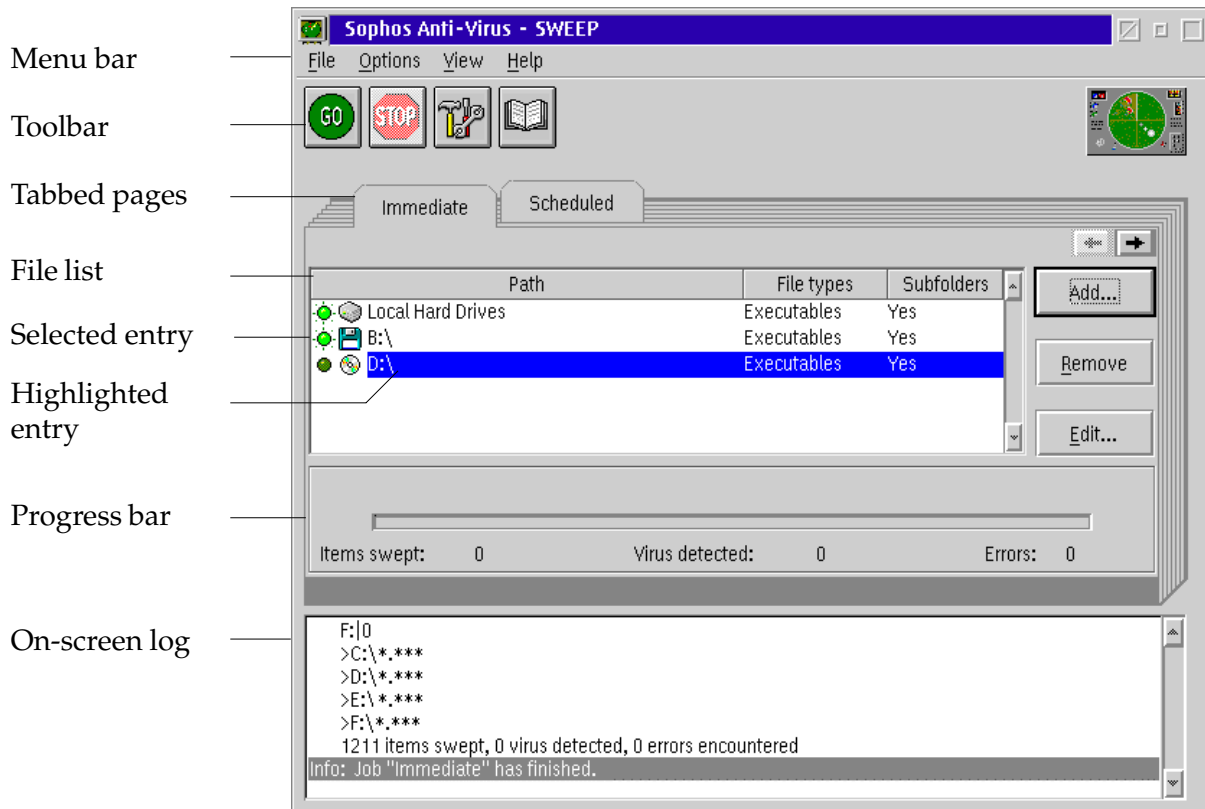 Sophos Anti-Virus - SWEEP
Menu bar
File Options View Help
Toolbar
GO STOP
Tabbed pages
Immediate Scheduled
File list
Path File types Subfolders
Add...
Local Hard Drives Executables Yes
Selected entry
B:\ Executables Yes
D:\ Executables Yes
Remove
Highlighted
entry
Edit...
Progress bar
Items swept: 0 Virus detected: 0 Errors: 0
On-screen log
F:|0
>C:\*.***
>D:\*.***
>E:\*.***
>F:\*.***
1211 items swept, 0 virus detected, 0 errors encountered
Info: Job "Immediate" has finished.